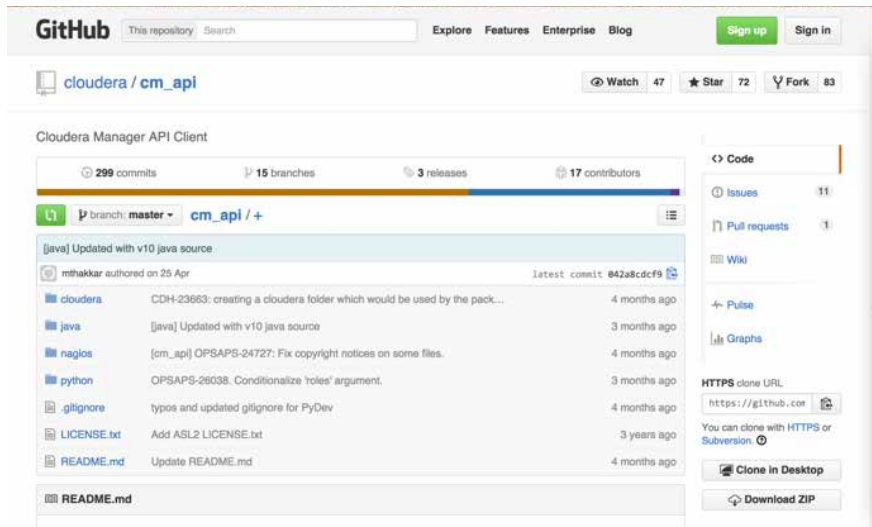 GitHub This repository Search Explore Features Enterprise Blog Sign up Sign in
cloudera / cm_api Watch 47 Star 72 Fork 83
Cloudera Manager API Client
299 commits 15 branches 3 releases 17 contributors
branch: master cm_api / +
[java] Updated with v10 java source
mthakkar authored on 25 Apr latest commit 042a8cdcf9
cloudera CDH-23663: creating a cloudera folder which would be used by the pack... 4 months ago
java [java] Updated with v10 java source 3 months ago
nagios [cm_api] OPSAPS-24727: Fix copyright notices on some files. 4 months ago
python OPSAPS-26038. Conditionalize 'roles' argument. 3 months ago
.gitignore typos and updated gitignore for PyDev 4 months ago
LICENSE.txt Add ASL2 LICENSE.txt 3 years ago
README.md Update README.md 4 months ago
README.md
Code
Issues 11
Pull requests 1
Wiki
Pulse
Graphs
HTTPS clone URL
https://github.com
You can clone with HTTPS or
Subversion.
Clone in Desktop
Download ZIP